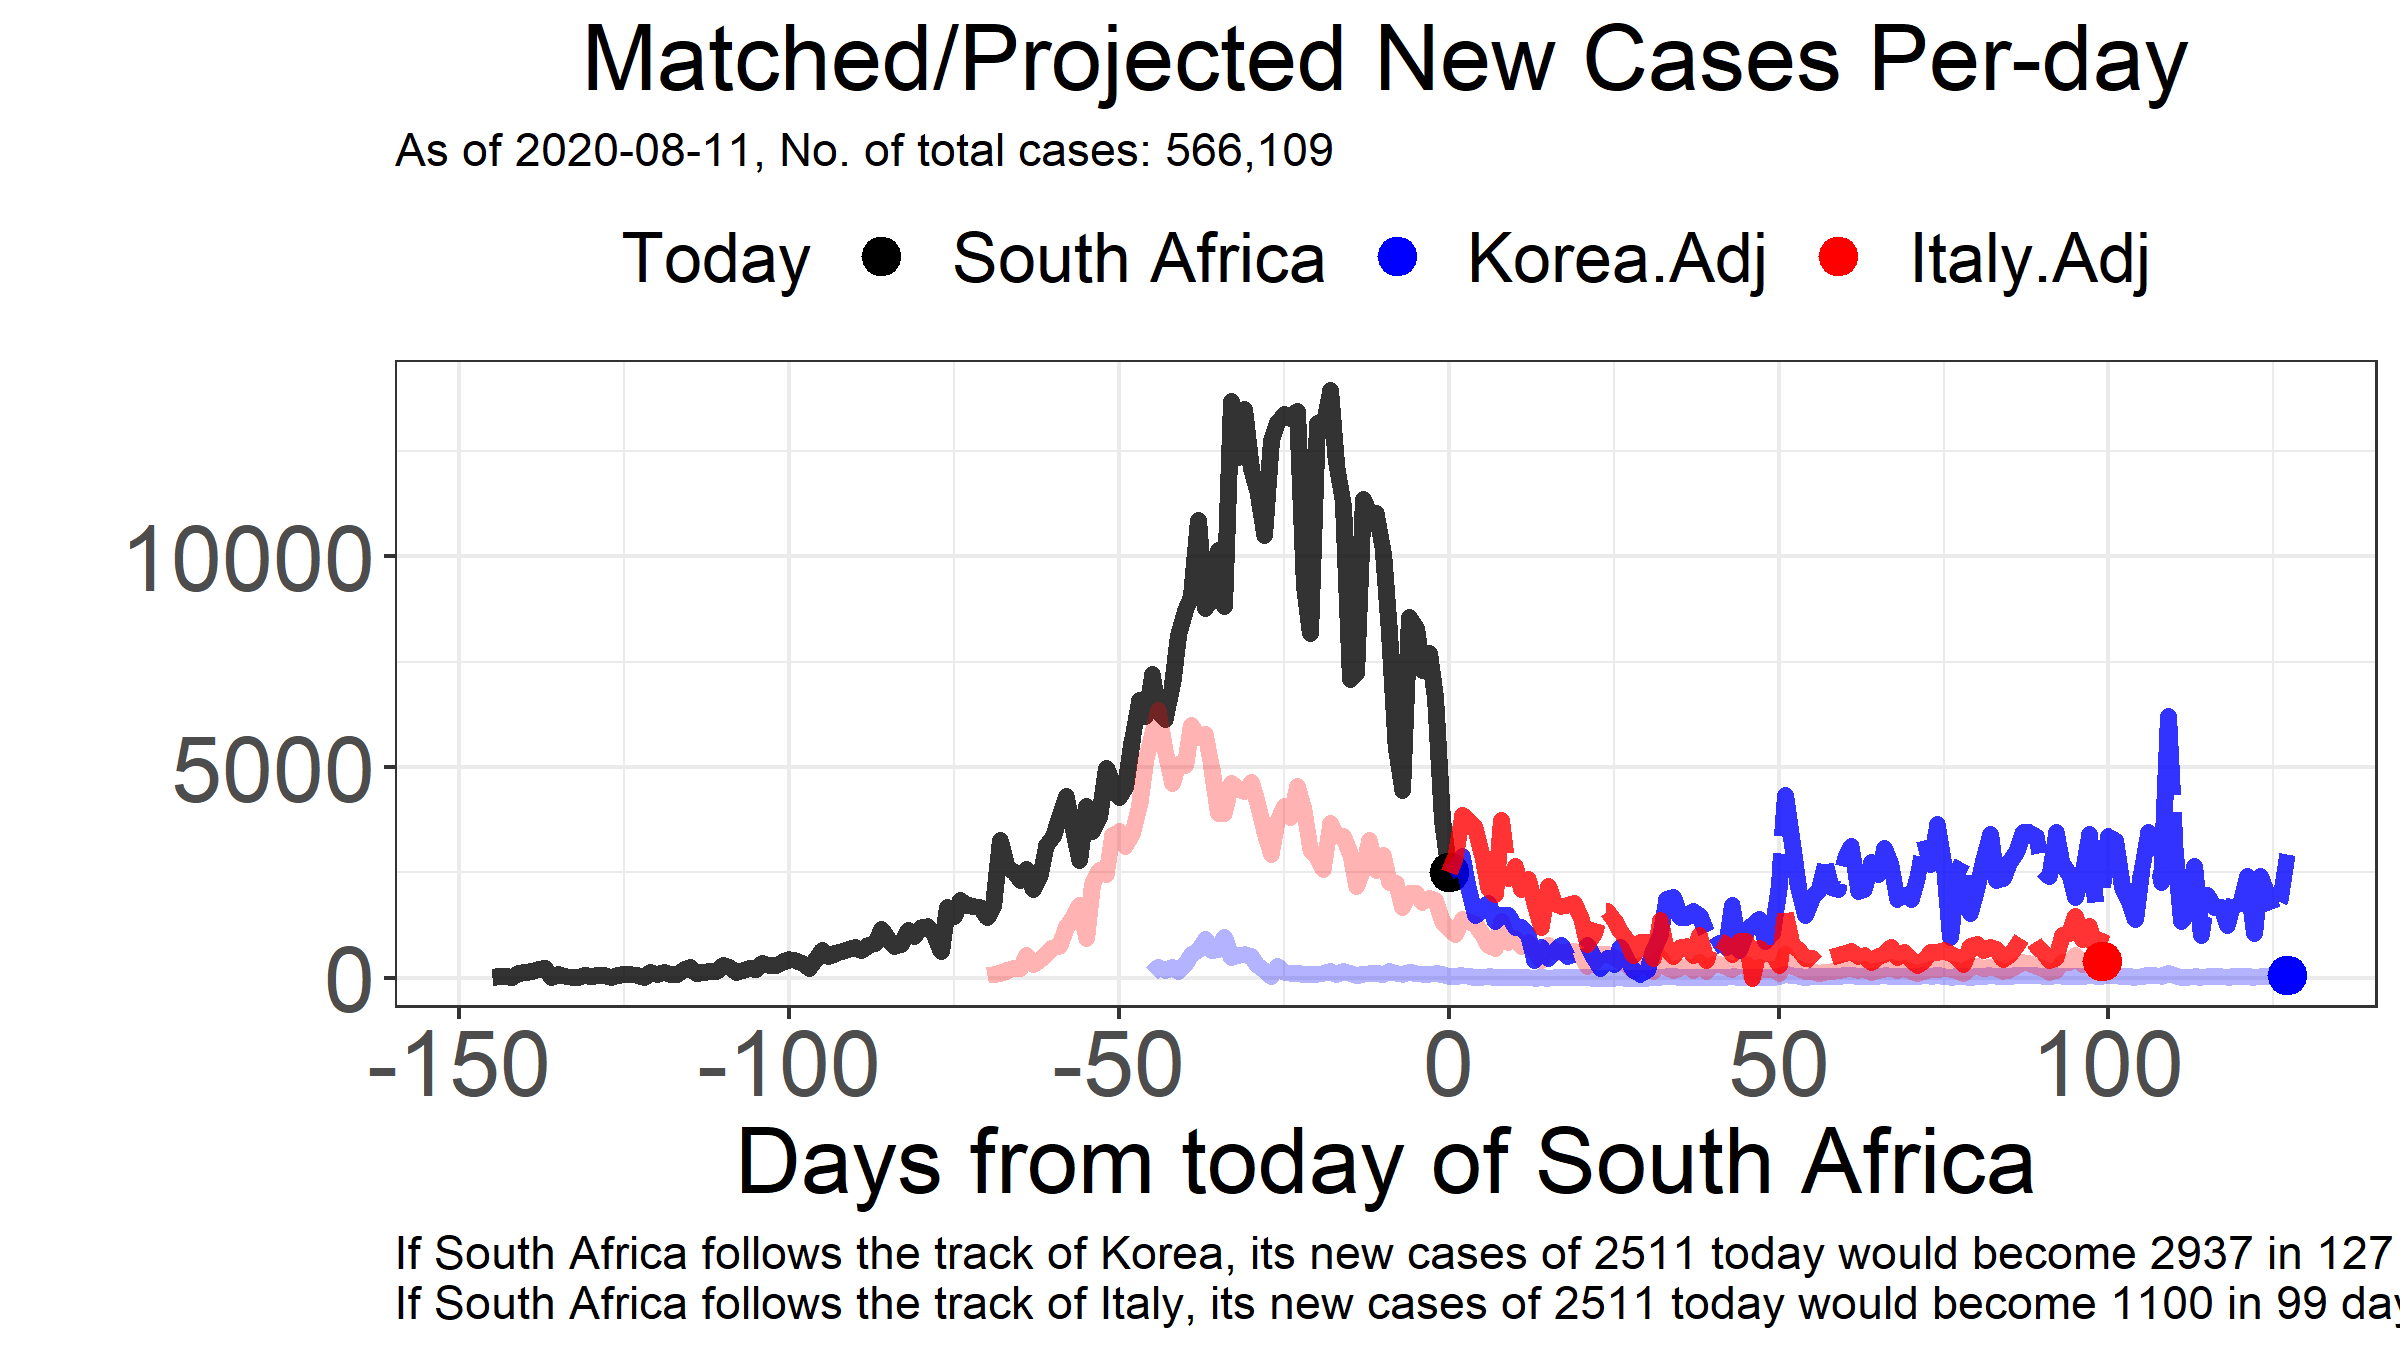 Matched/Projected New Cases Per-day
As of 2020-08-11, No. of total cases: 566,109
Today South Africa Korea.Adj Italy.Adj
10000
5000
0
-150 -100 -50 0 50 100
Days from today of South Africa
If South Africa follows the track of Korea, its new cases of 2511 today would become 2937 in 127
If South Africa follows the track of Italy, its new cases of 2511 today would become 1100 in 99